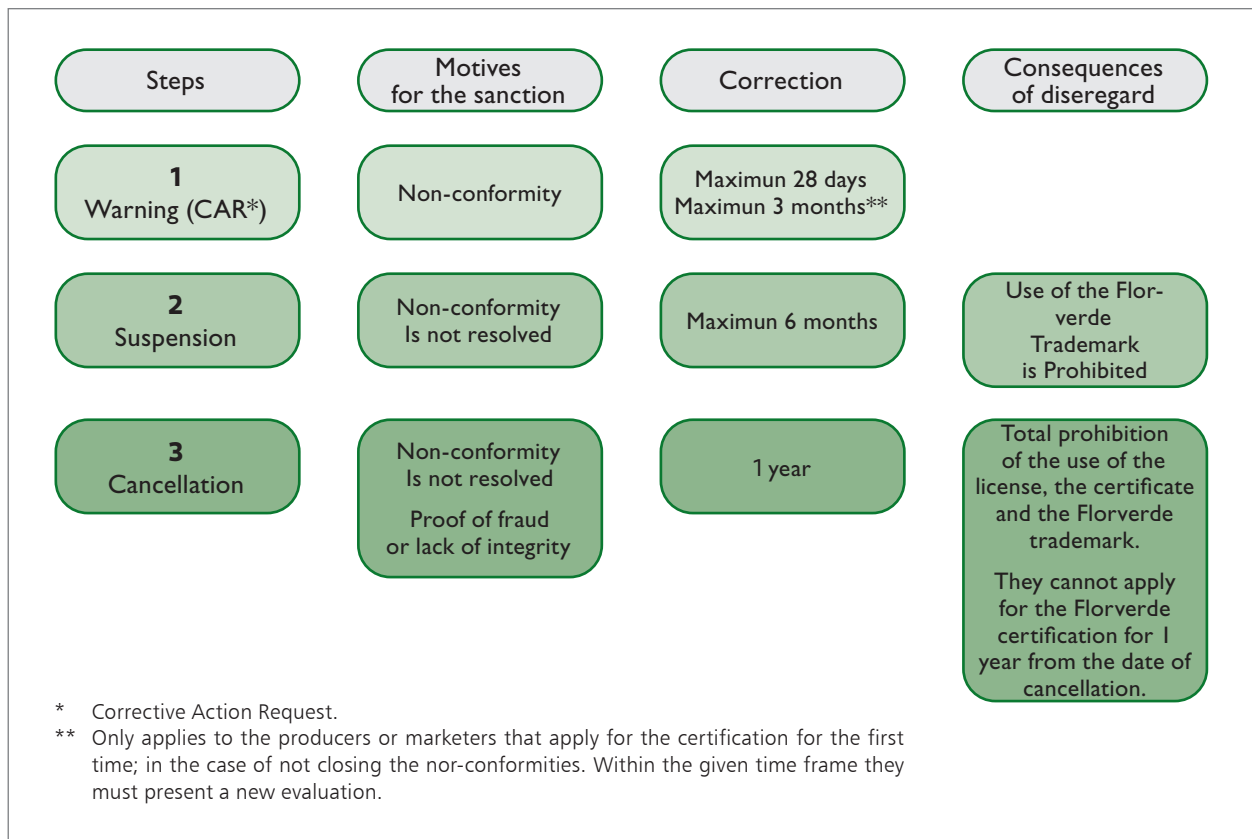 Steps
Motives
for the sanction
Correction
Consequences
of diseregard
1
Warning (CAR*)
Non-conformity
Maximun 28 days
Maximun 3 months**
2
Suspension
Non-conformity
Is not resolved
Maximun 6 months
Use of the Flor-
verde
Trademark
is Prohibited
3
Cancellation
Non-conformity
Is not resolved
Proof of fraud
or lack of integrity
1 year
Total prohibition
of the use of the
license, the certificate
and the Florverde
trademark.
They cannot apply
for the Florverde
certification for 1
year from the date of
cancellation.
* Corrective Action Request.
** Only applies to the producers or marketers that apply for the certification for the first
time; in the case of not closing the nor-conformities. Within the given time frame they
must present a new evaluation.